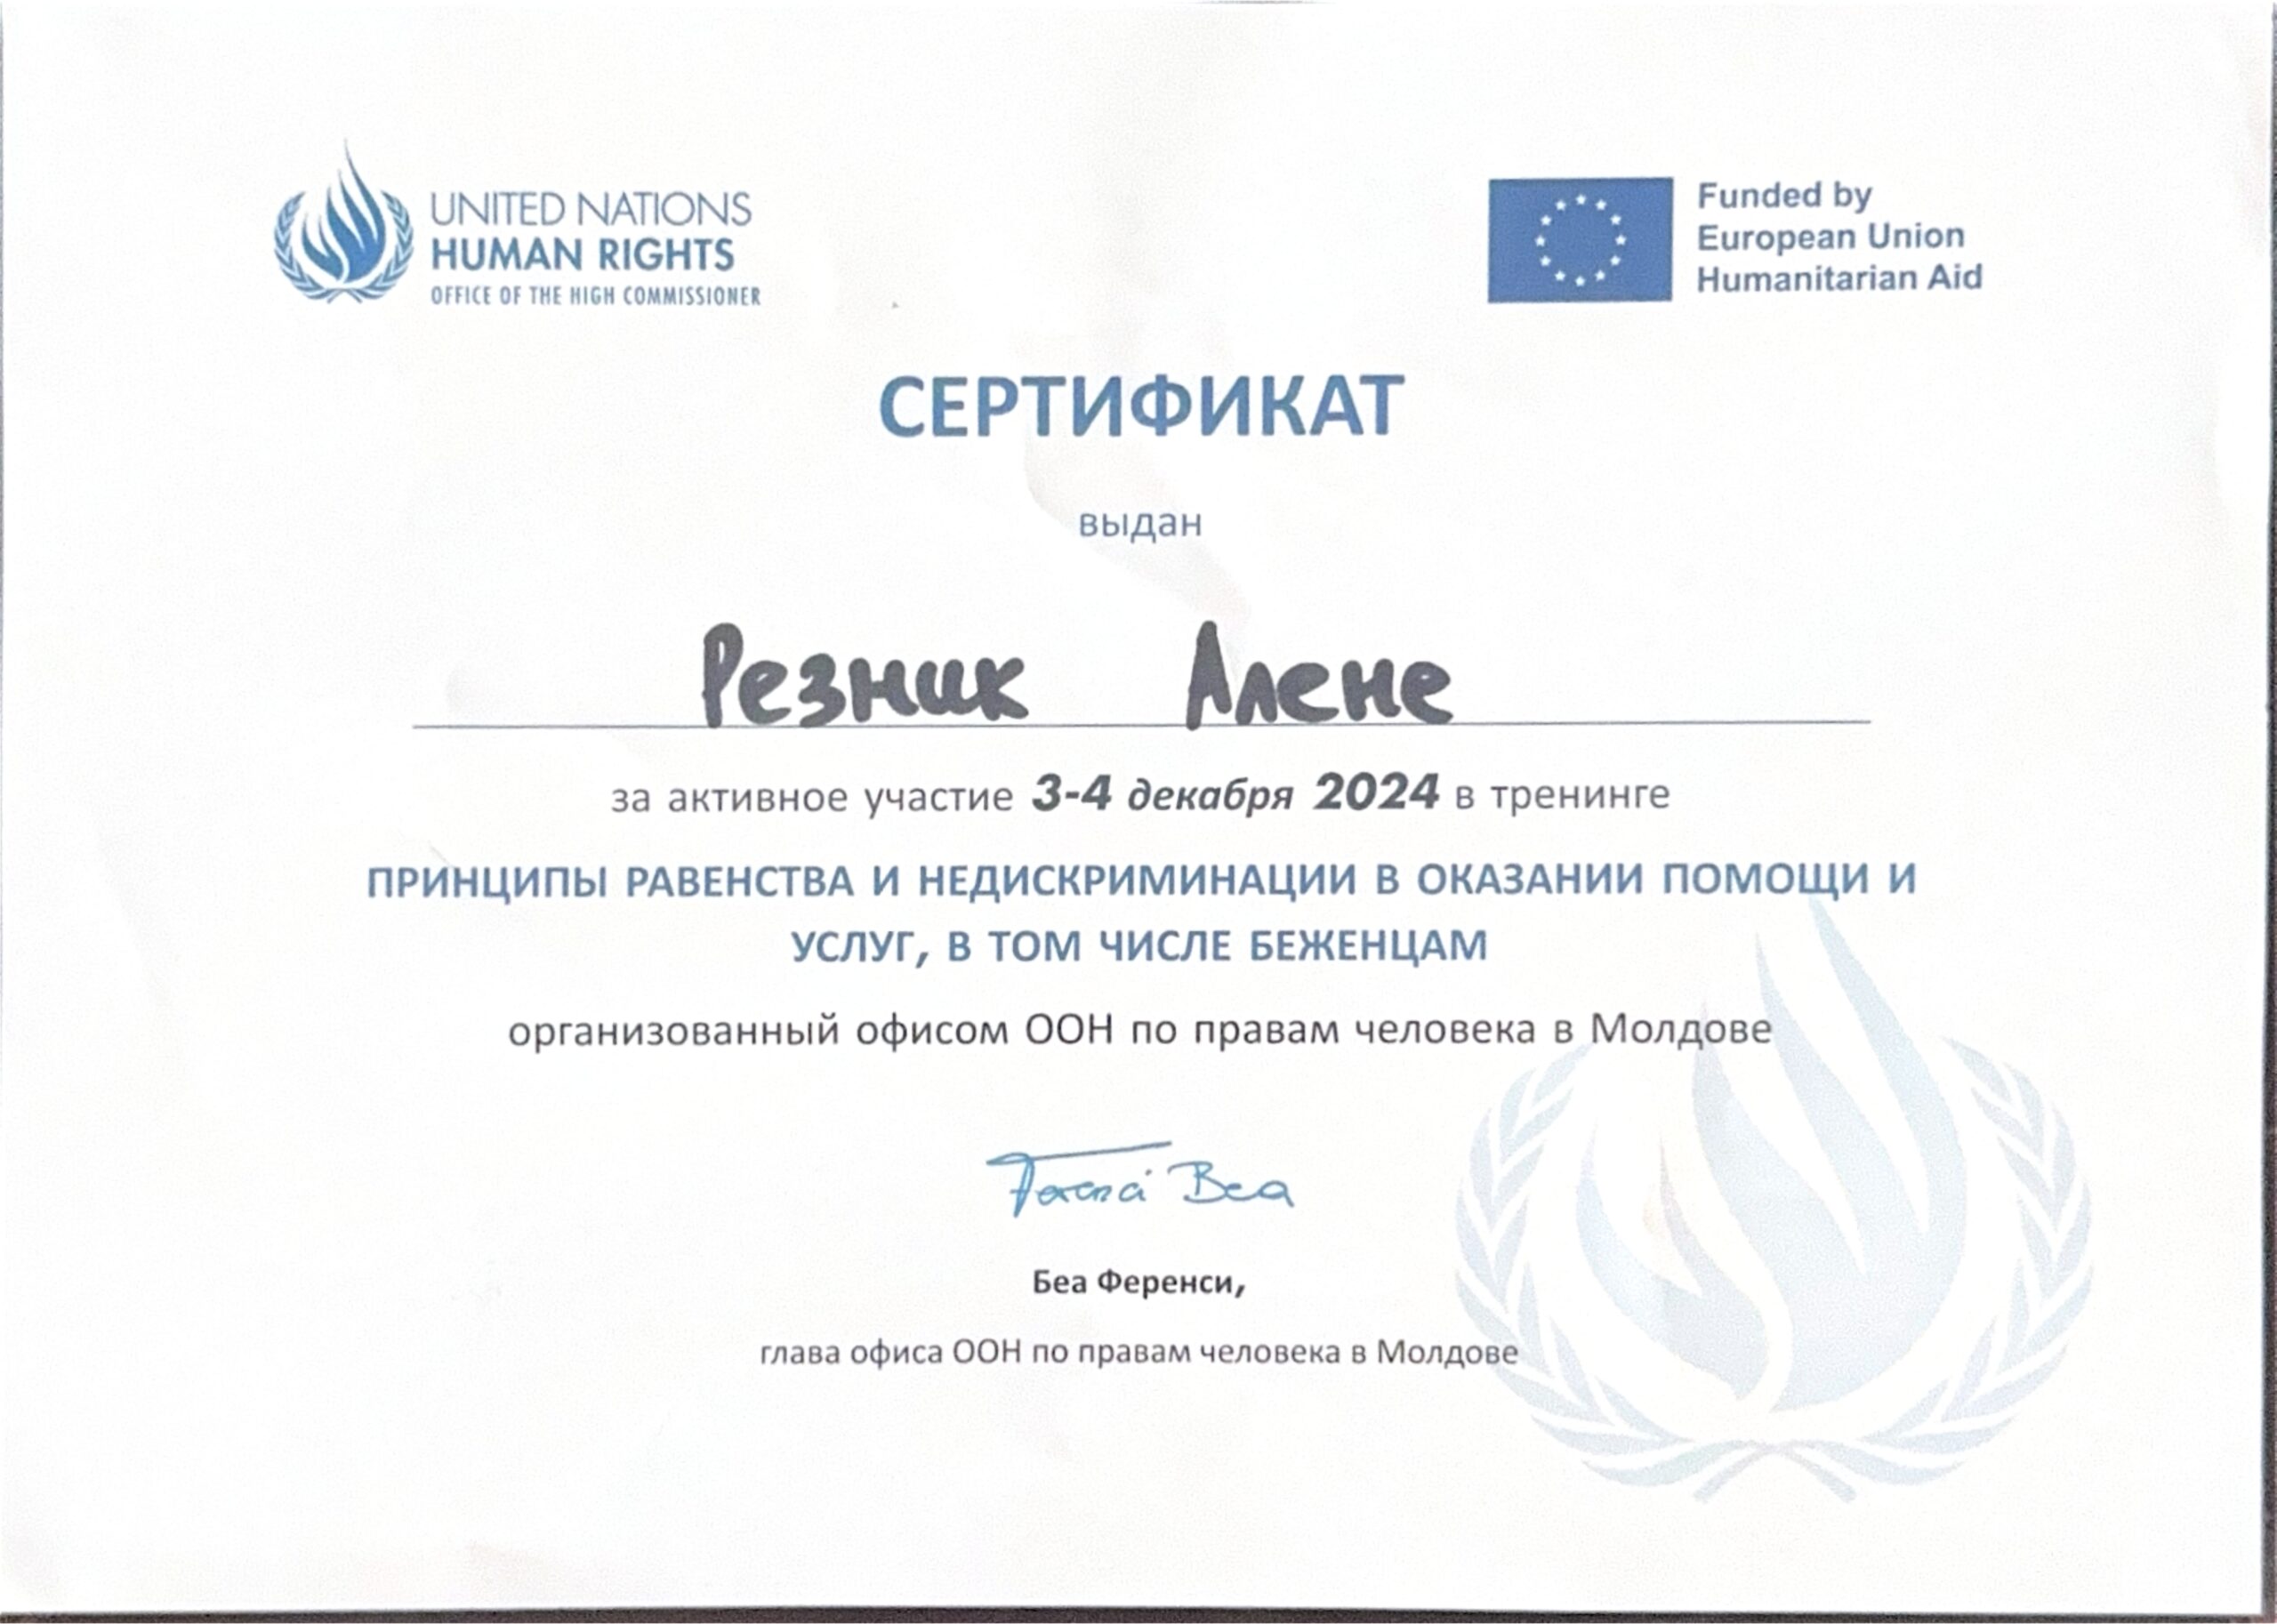 UNITED NATIONS
HUMAN RIGHTS
OFFICE OF THE HIGH COMMISSIONER
Funded by
European Union
Humanitarian Aid
СЕРТИФИКАТ
выдан
Резник Алене
за активное участие 3-4 декабря 2024 в тренинге
ПРИНЦИПЫ РАВЕНСТВА И НЕДИСКРИМИНАЦИИ В ОКАЗАНИИ ПОМОЩИ И
УСЛУГ, В ТОМ ЧИСЛЕ БЕЖЕНЦАМ
организованный офисом ООН по правам человека в Молдове
Ferenci Bea
Беа Ференси,
глава офиса ООН по правам человека в Молдове